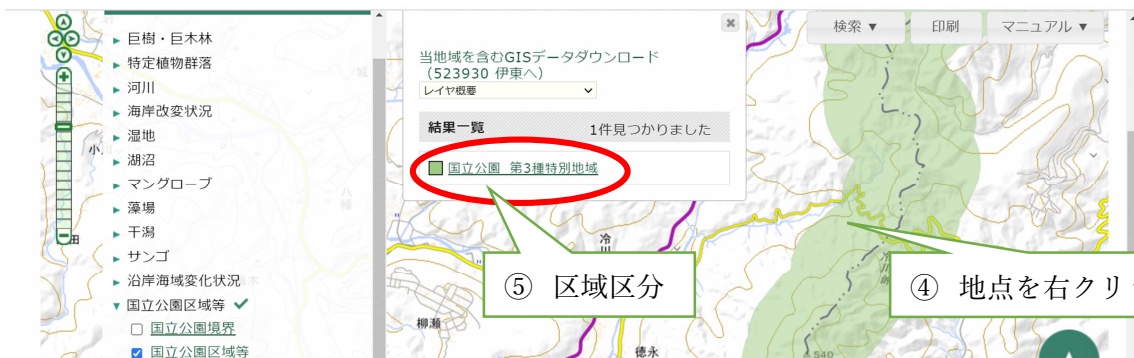 検索 ▼
印刷
マニュアル ▼
▶ 巨樹・巨木林
▶ 特定植物群落
▶ 河川
▶ 海岸改変状況
▶ 湿地
▶ 湖沼
▶ マングローブ
▶ 藻場
▶ 干潟
▶ サンゴ
▶ 沿岸海域変化状況
▼ 国立公園区域等 ✔
国立公園境界
国立公園区域等
当地域を含むGISデータダウンロード
(523930 伊東へ)
レイヤ概要
結果一覧
1件見つかりました
国立公園 第3種特別地域
⑤ 区域区分
④ 地点を右クリ
小川
八幡
冷川
柳瀬
徳永
540